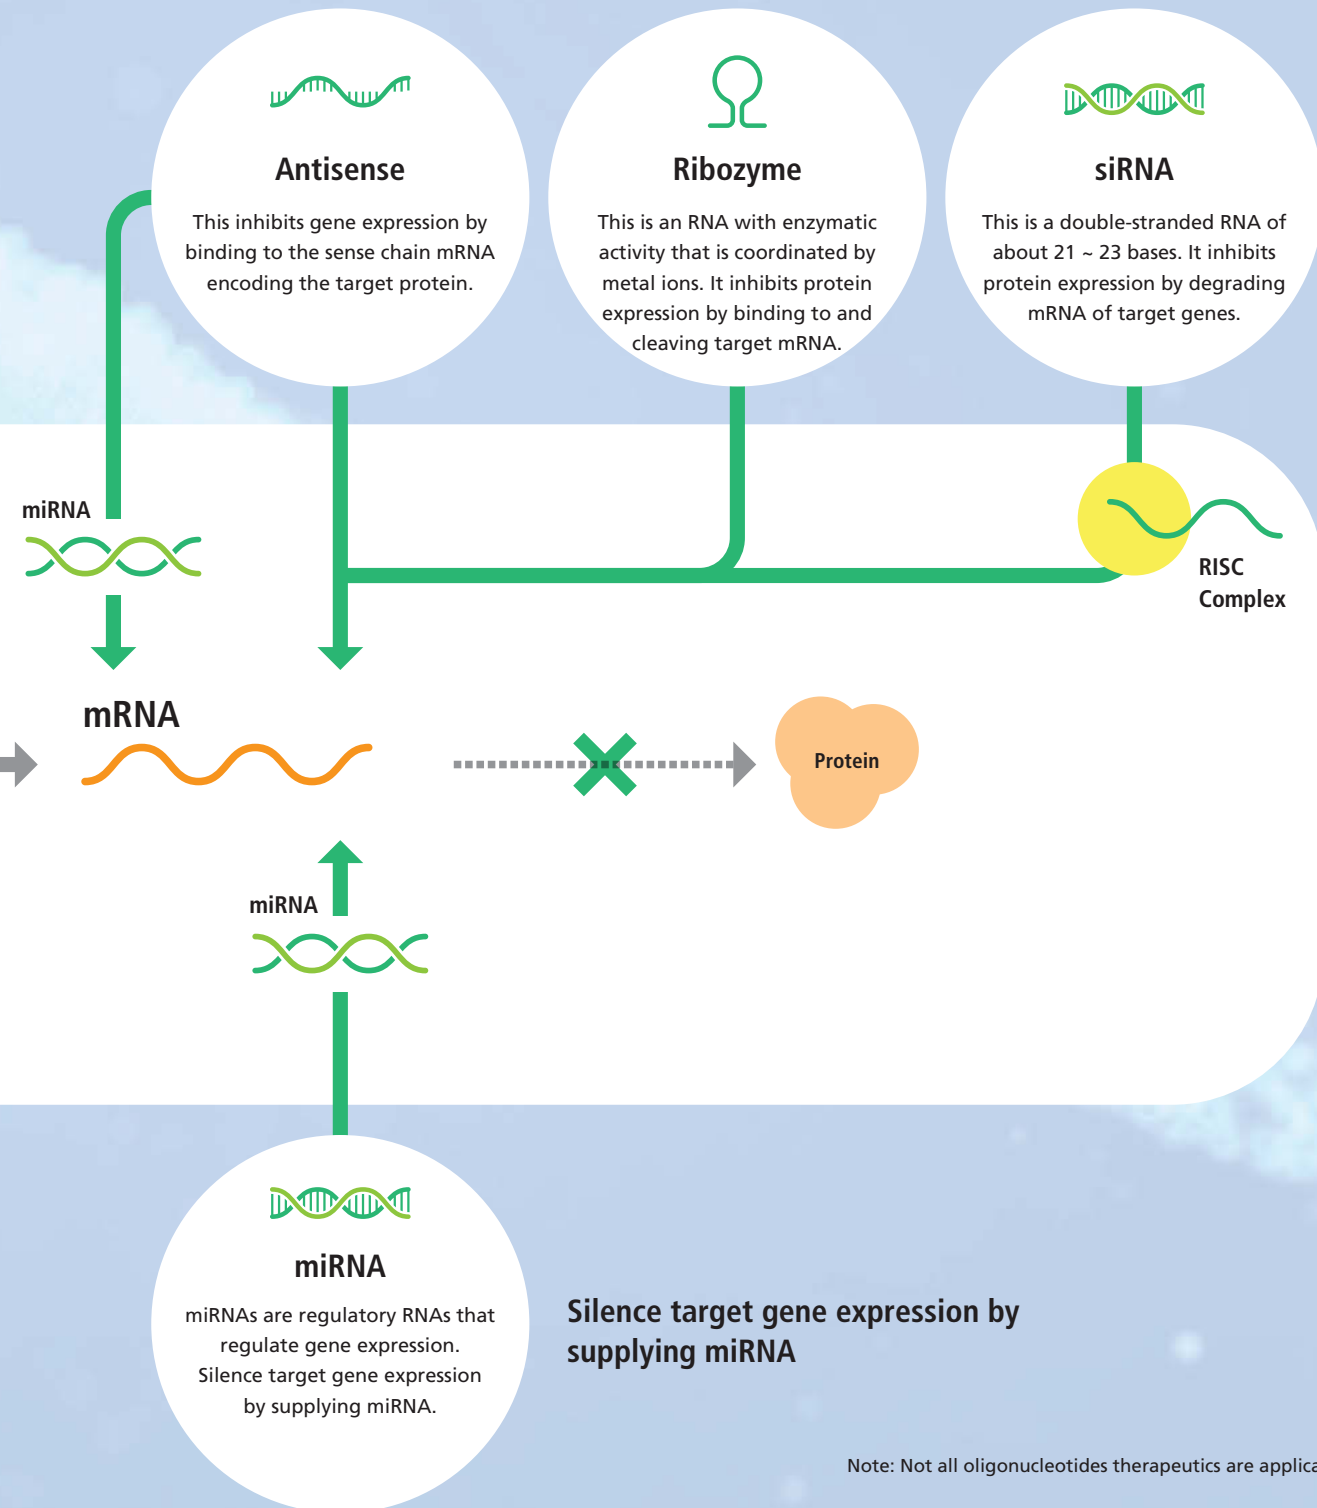 Antisense
This inhibits gene expression by
binding to the sense chain mRNA
encoding the target protein.
Ribozyme
This is an RNA with enzymatic
activity that is coordinated by
metal ions. It inhibits protein
expression by binding to and
cleaving target mRNA.
siRNA
This is a double-stranded RNA of
about 21 ~ 23 bases. It inhibits
protein expression by degrading
mRNA of target genes.
miRNA
RISC
Complex
mRNA
Protein
miRNA
miRNA
miRNAs are regulatory RNAs that
regulate gene expression.
Silence target gene expression
by supplying miRNA.
Silence target gene expression by
supplying miRNA
Note: Not all oligonucleotides therapeutics are applica